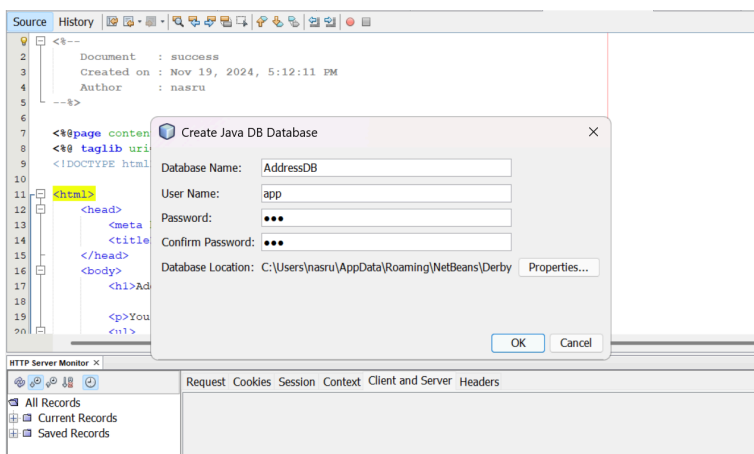 Source History
<%--
2 Document : success
3 Created on : Nov 19, 2024, 5:12:11 PM
4 Author : nasru
5 --%>
6
7 <%@page conten
8 <%@ taglib uri
9 <!DOCTYPE html
10
11 <html>
12 <head>
13 <meta
14 <title
15 </head>
16 <body>
17 <h1>Ad
18
19 <p>You
20 <ul>
Create Java DB Database
Database Name: AddressDB
User Name: app
Password: ●●●
Confirm Password: ●●●
Database Location: C:\Users\nasru\AppData\Roaming\NetBeans\Derby Properties...
OK Cancel
HTTP Server Monitor ×
Request Cookies Session Context Client and Server Headers
All Records
Current Records
Saved Records